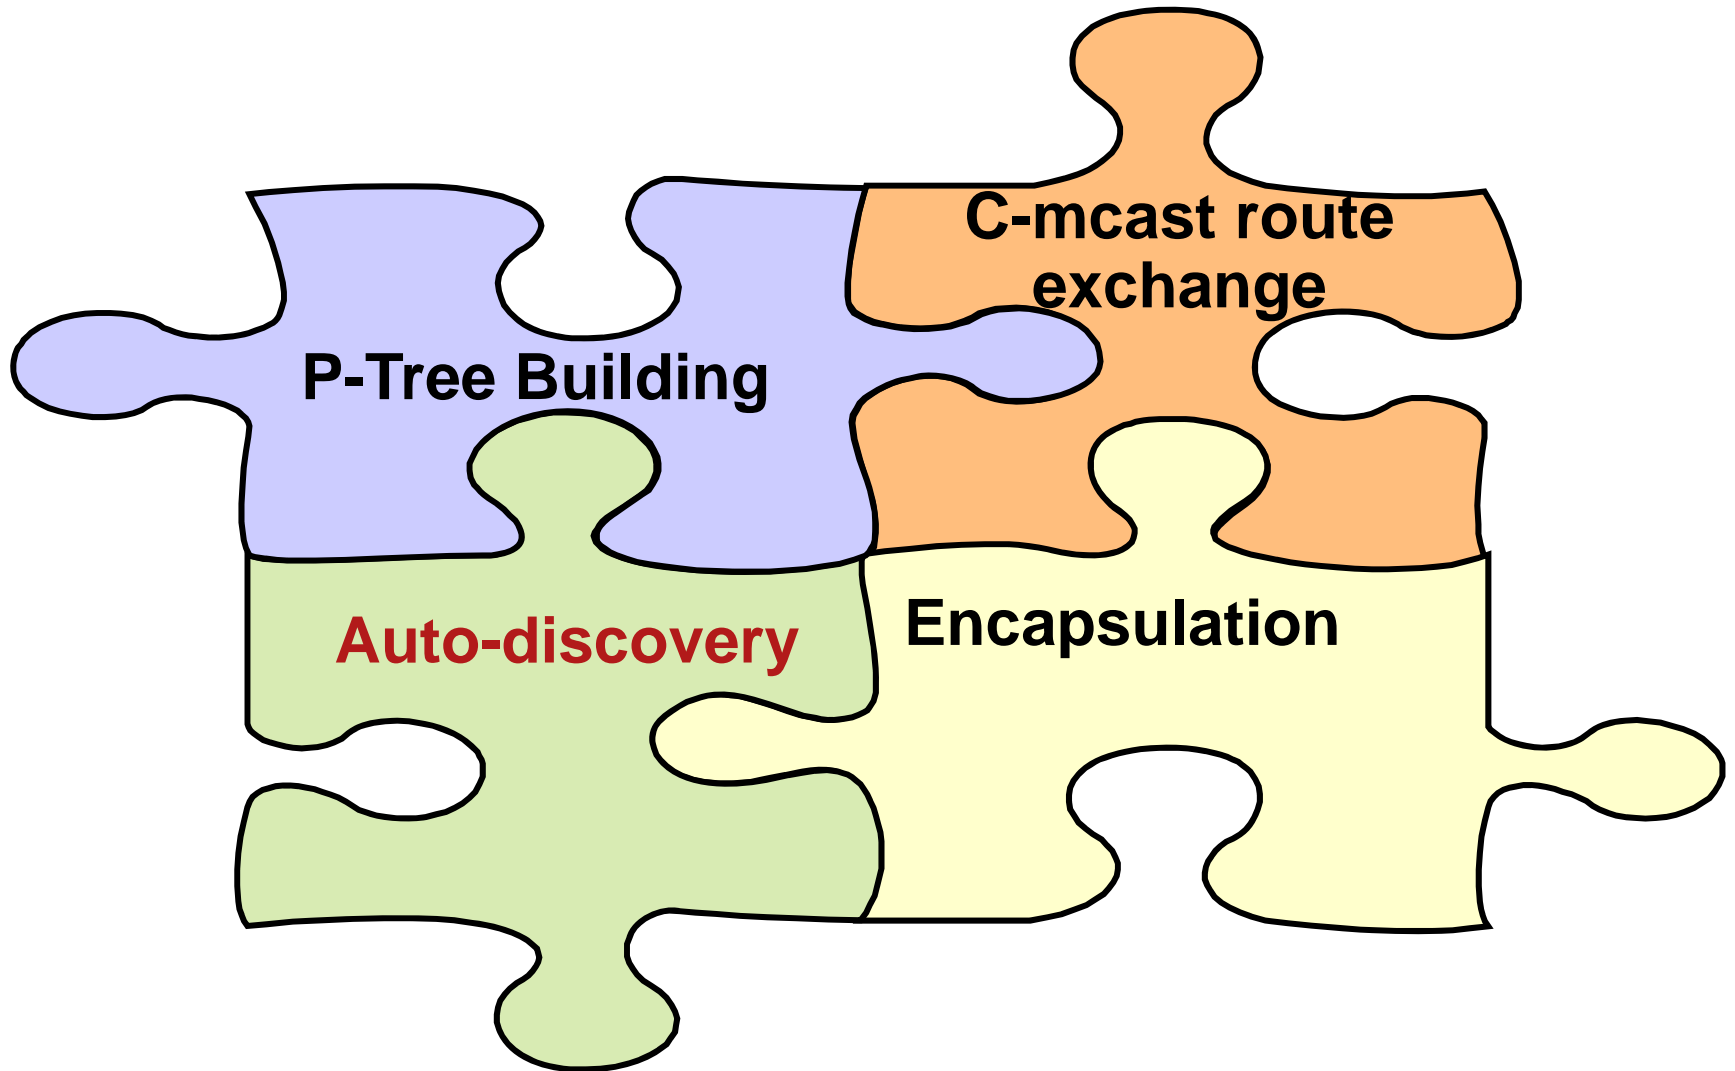 C-mcast route
exchange
P-Tree Building
Auto-discovery
Encapsulation